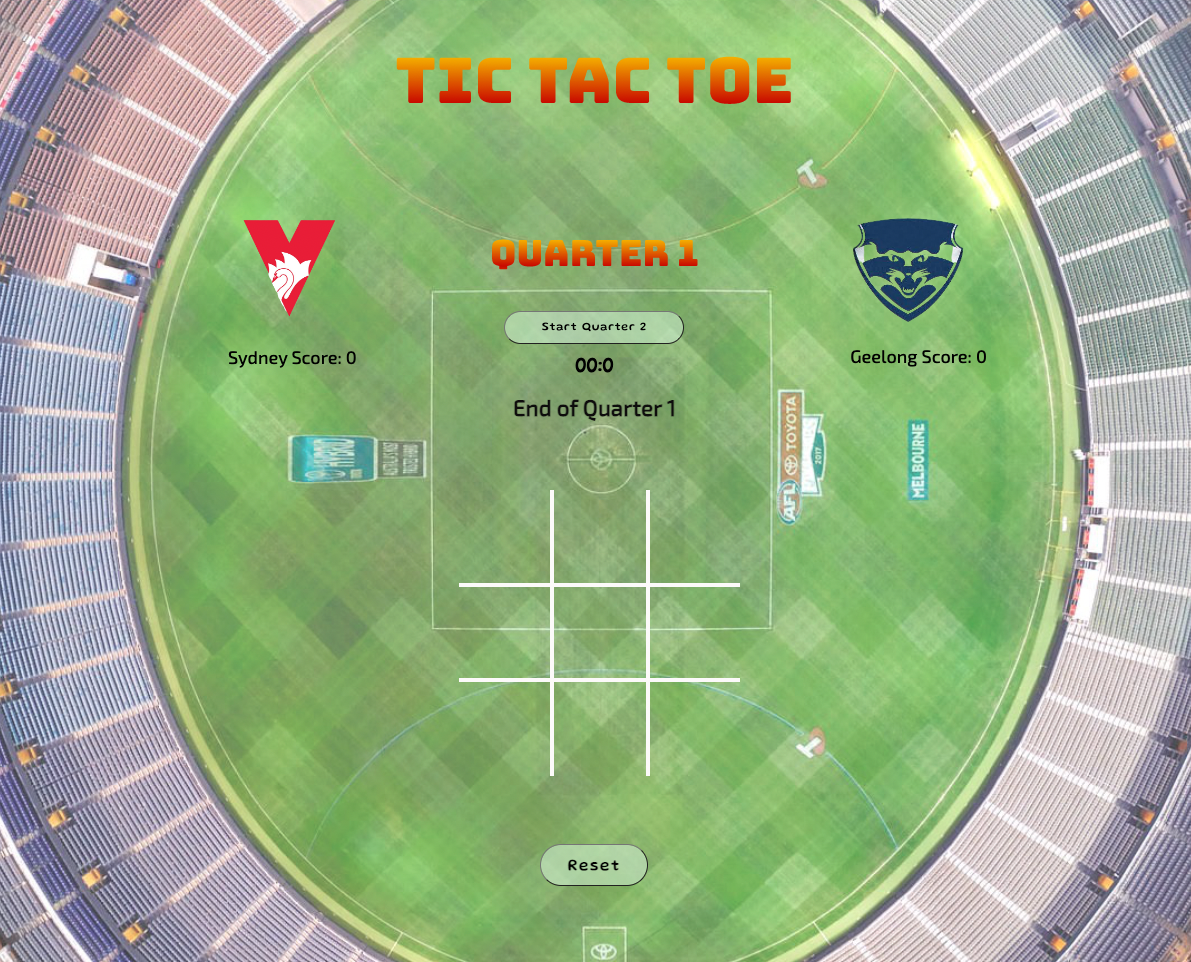 TIC TAC TOE
QUARTER 1
Start Quarter 2
00:0
Sydney Score: 0
Geelong Score: 0
End of Quarter 1
HYBRID
TOYOTA
AFL
2017
MELBOURNE
Reset